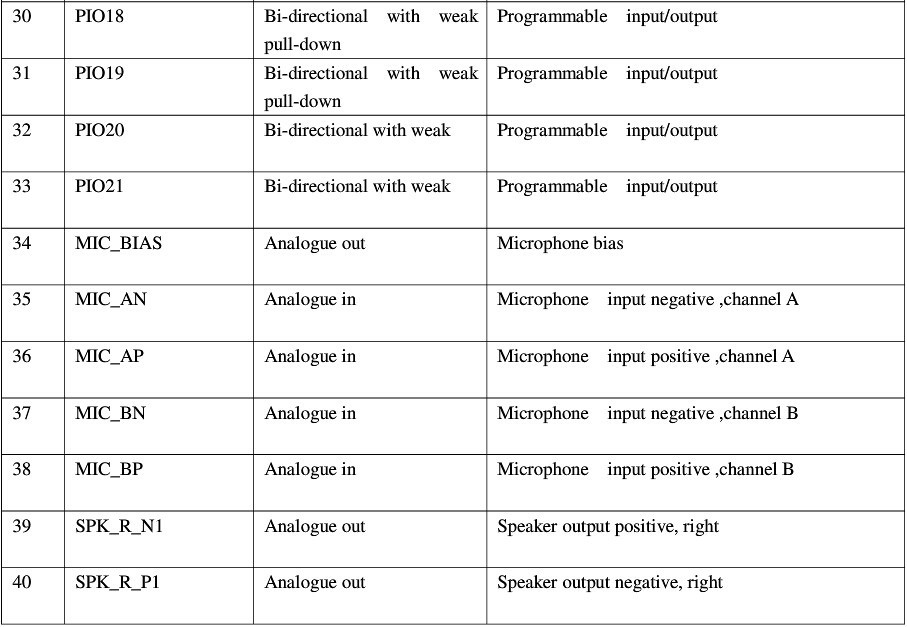 30 PIO18 Bi-directional with weak Programmable input/output
pull-down
31 PIO19 Bi-directional with weak Programmable input/output
pull-down
32 PIO20 Bi-directional with weak Programmable input/output
33 PIO21 Bi-directional with weak Programmable input/output
34 MIC_BIAS Analogue out Microphone bias
35 MIC_AN Analogue in Microphone input negative ,channel A
36 MIC_AP Analogue in Microphone input positive ,channel A
37 MIC_BN Analogue in Microphone input negative ,channel B
38 MIC_BP Analogue in Microphone input positive ,channel B
39 SPK_R_N1 Analogue out Speaker output positive, right
40 SPK_R_P1 Analogue out Speaker output negative, right